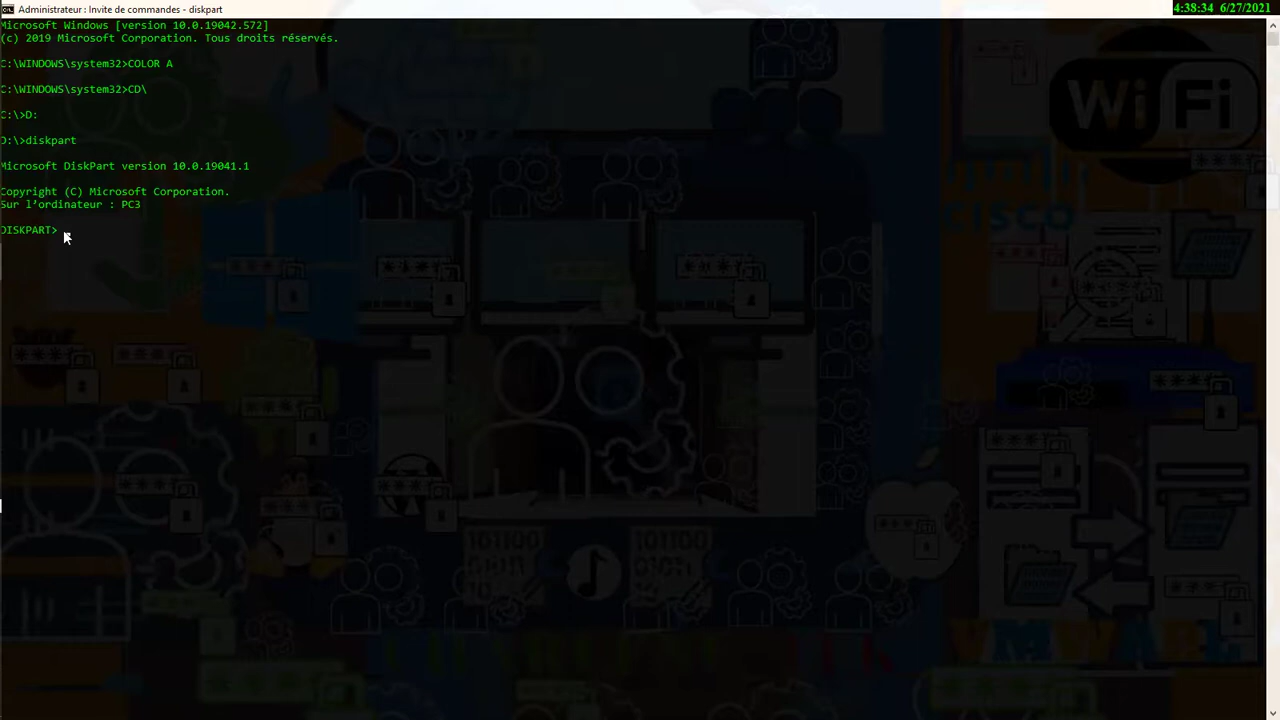 Administrateur : Invite de commandes - diskpart
4:38:34 6/27/2021
Microsoft Windows [version 10.0.19042.572]
(c) 2019 Microsoft Corporation. Tous droits réservés.
C:\WINDOWS\system32>COLOR A
C:\WINDOWS\system32>CD\
C:\>D:
D:\>diskpart
Microsoft DiskPart version 10.0.19041.1
Copyright (C) Microsoft Corporation.
Sur l’ordinateur : PC3
DISKPART>
WiFi
CISCO